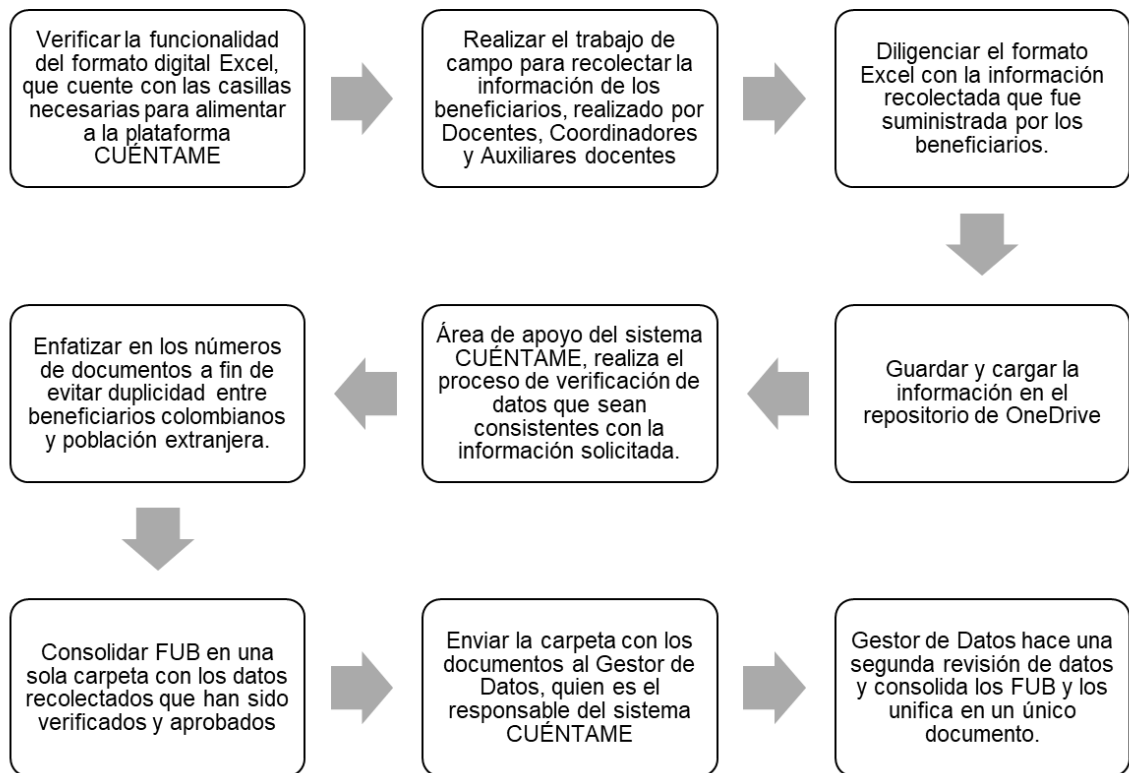 Verificar la funcionalidad
del formato digital Excel,
que cuente con las casillas
necesarias para alimentar
a la plataforma
CUÉNTAME
Realizar el trabajo de
campo para recolectar la
información de los
beneficiarios, realizado por
Docentes, Coordinadores
y Auxiliares docentes
Diligenciar el formato
Excel con la información
recolectada que fue
suministrada por los
beneficiarios.
Guardar y cargar la
información en el
repositorio de OneDrive
Área de apoyo del sistema
CUÉNTAME, realiza el
proceso de verificación de
datos que sean
consistentes con la
información solicitada.
Enfatizar en los números
de documentos a fin de
evitar duplicidad entre
beneficiarios colombianos
y población extranjera.
Consolidar FUB en una
sola carpeta con los datos
recolectados que han sido
verificados y aprobados
Enviar la carpeta con los
documentos al Gestor de
Datos, quien es el
responsable del sistema
CUÉNTAME
Gestor de Datos hace una
segunda revisión de datos
y consolida los FUB y los
unifica en un único
documento.